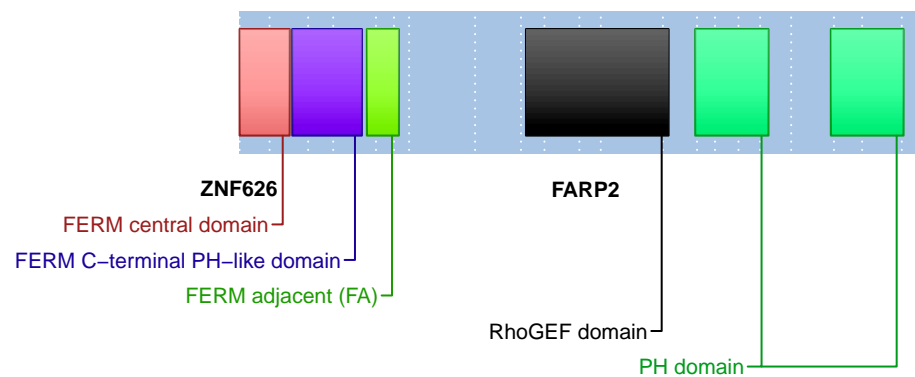 ZNF626 FARP2
FERM central domain
FERM C−terminal PH−like domain
FERM adjacent (FA)
RhoGEF domain
PH domain